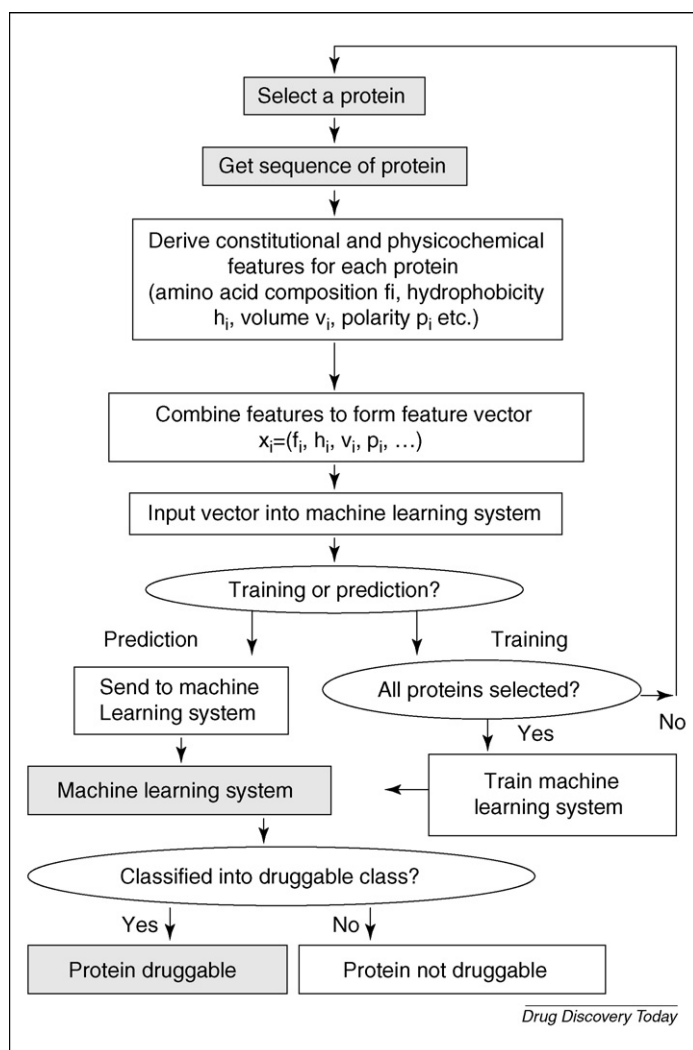 Select a protein
Get sequence of protein
Derive constitutional and physicochemical
features for each protein
(amino acid composition fi, hydrophobicity
hᵢ, volume vᵢ, polarity pᵢ etc.)
Combine features to form feature vector
xᵢ=(fᵢ, hᵢ, vᵢ, pᵢ, …)
Input vector into machine learning system
Training or prediction?
Prediction
Training
Send to machine
Learning system
All proteins selected?
No
Yes
Machine learning system
Train machine
learning system
Classified into druggable class?
Yes
No
Protein druggable
Protein not druggable
Drug Discovery Today